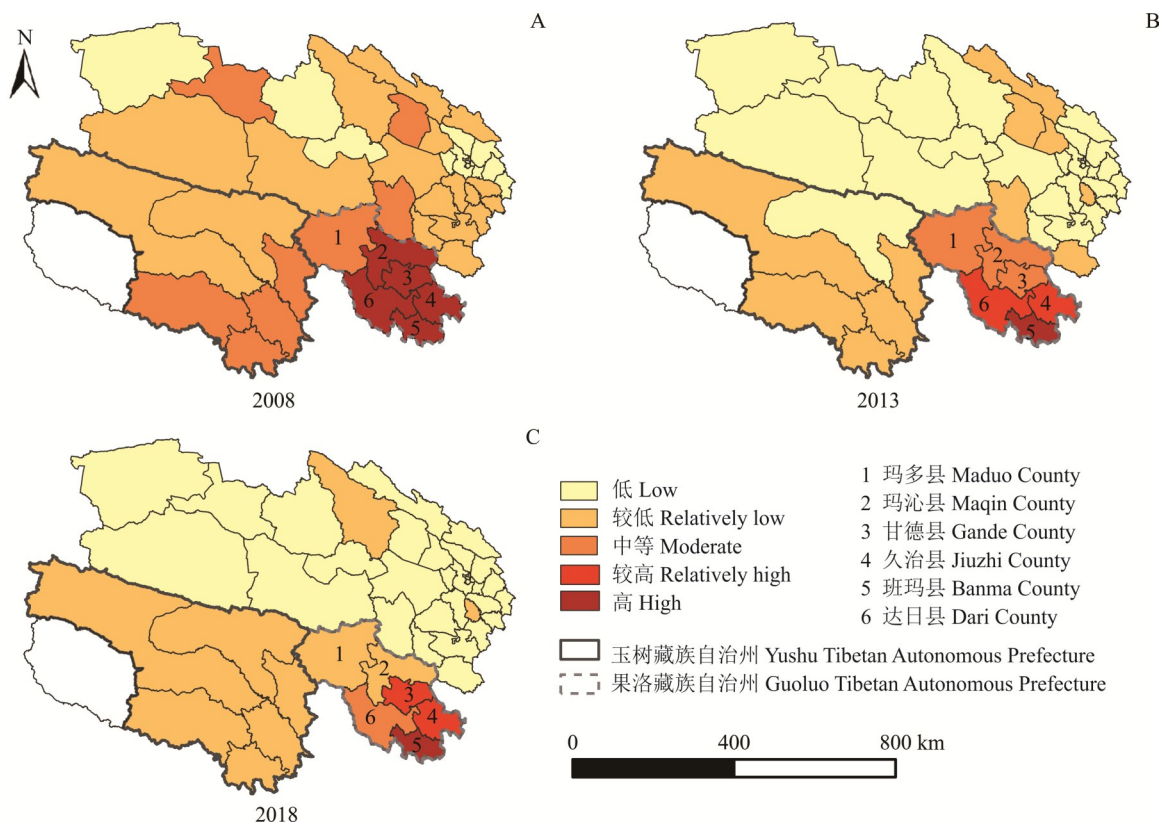 A
B
N
1
2
3
6
4
5
2008
1
2
3
6
4
5
2013
C
1
2
3
6
4
5
2018
低 Low
较低 Relatively low
中等 Moderate
较高 Relatively high
高 High
1 玛多县 Maduo County
2 玛沁县 Maqin County
3 甘德县 Gande County
4 久治县 Jiuzhi County
5 班玛县 Banma County
6 达日县 Dari County
玉树藏族自治州 Yushu Tibetan Autonomous Prefecture
果洛藏族自治州 Guoluo Tibetan Autonomous Prefecture
0 400 800 km